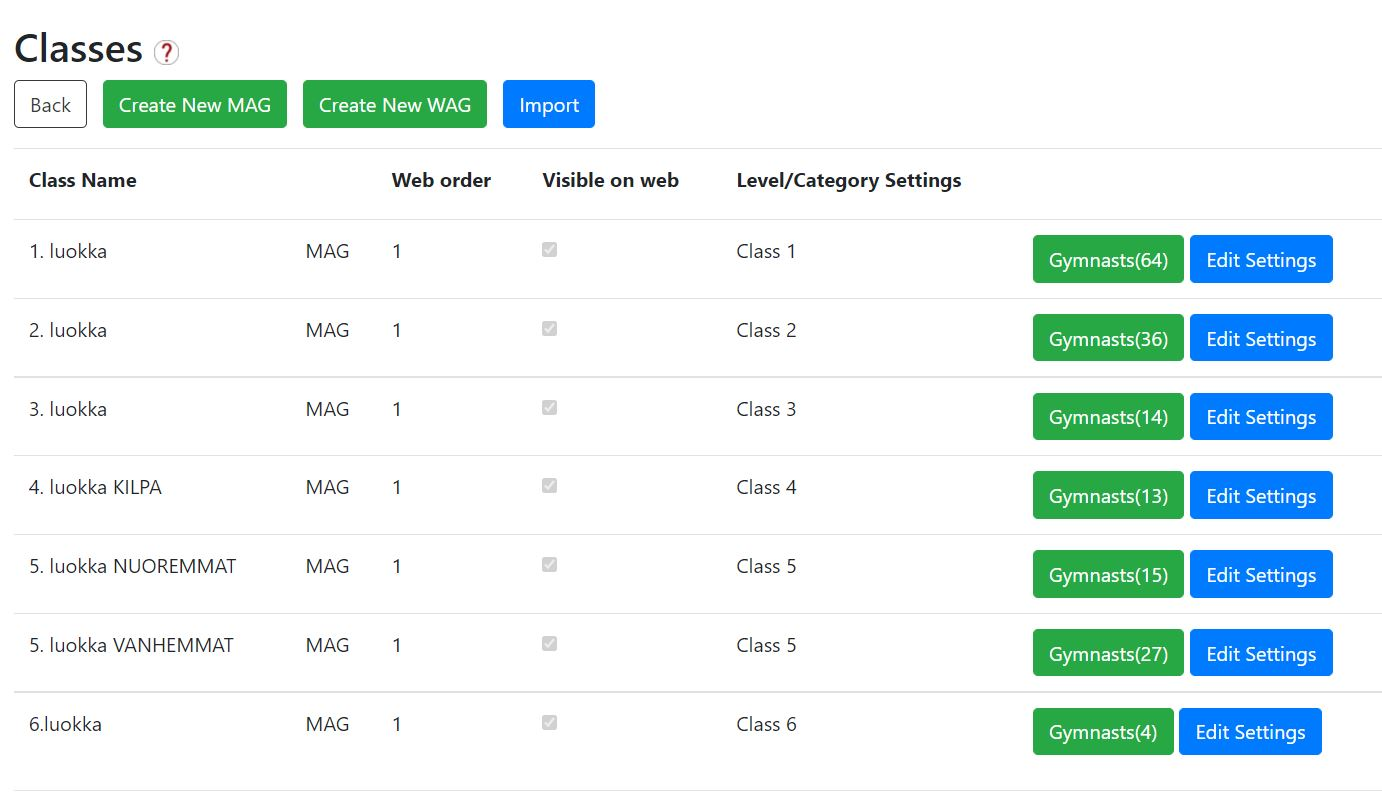 Classes ?
Back Create New MAG Create New WAG Import
Class Name Web order Visible on web Level/Category Settings
1. luokka MAG 1 Class 1 Gymnasts(64) Edit Settings
2. luokka MAG 1 Class 2 Gymnasts(36) Edit Settings
3. luokka MAG 1 Class 3 Gymnasts(14) Edit Settings
4. luokka KILPA MAG 1 Class 4 Gymnasts(13) Edit Settings
5. luokka NUOREMMAT MAG 1 Class 5 Gymnasts(15) Edit Settings
5. luokka VANHEMMAT MAG 1 Class 5 Gymnasts(27) Edit Settings
6.luokka MAG 1 Class 6 Gymnasts(4) Edit Settings